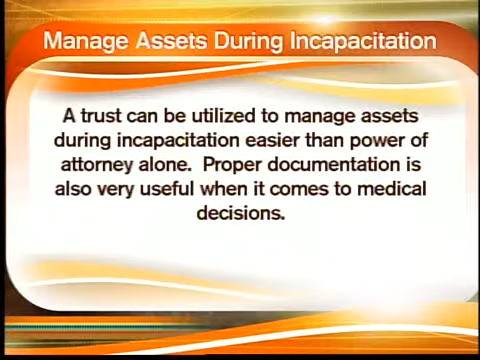 Manage Assets During Incapacitation
A trust can be utilized to manage assets
during incapacitation easier than power of
attorney alone.  Proper documentation is
also very useful when it comes to medical
decisions.